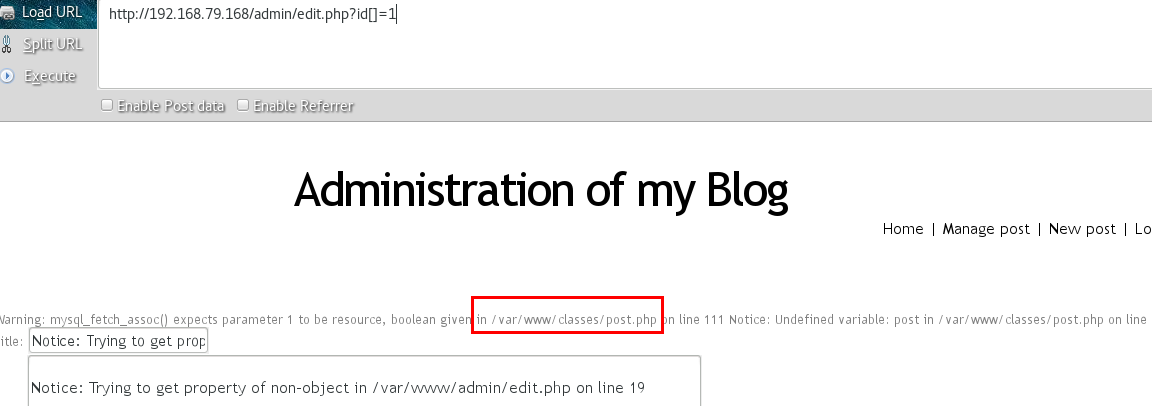 Load URL
http://192.168.79.168/admin/edit.php?id[]=1
Split URL
Execute
Enable Post data Enable Referrer
Administration of my Blog
Home | Manage post | New post | Lo
Warning: mysql_fetch_assoc() expects parameter 1 to be resource, boolean given in /var/www/classes/post.php on line 111 Notice: Undefined variable: post in /var/www/classes/post.php on line
itle: Notice: Trying to get prop
Notice: Trying to get property of non-object in /var/www/admin/edit.php on line 19